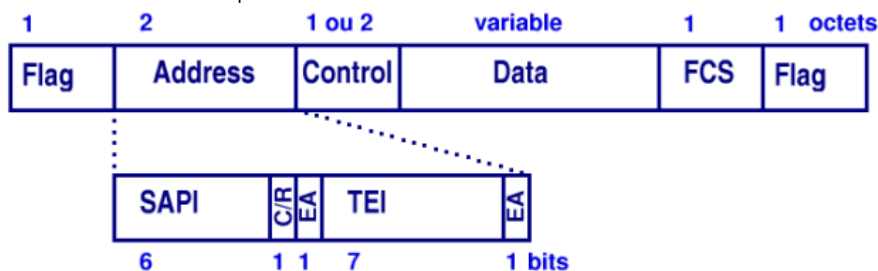 1 2 1 ou 2 variable 1 1 octets
Flag Address Control Data FCS Flag
SAPI C/R EA TEI EA
6 1 1 7 1 bits